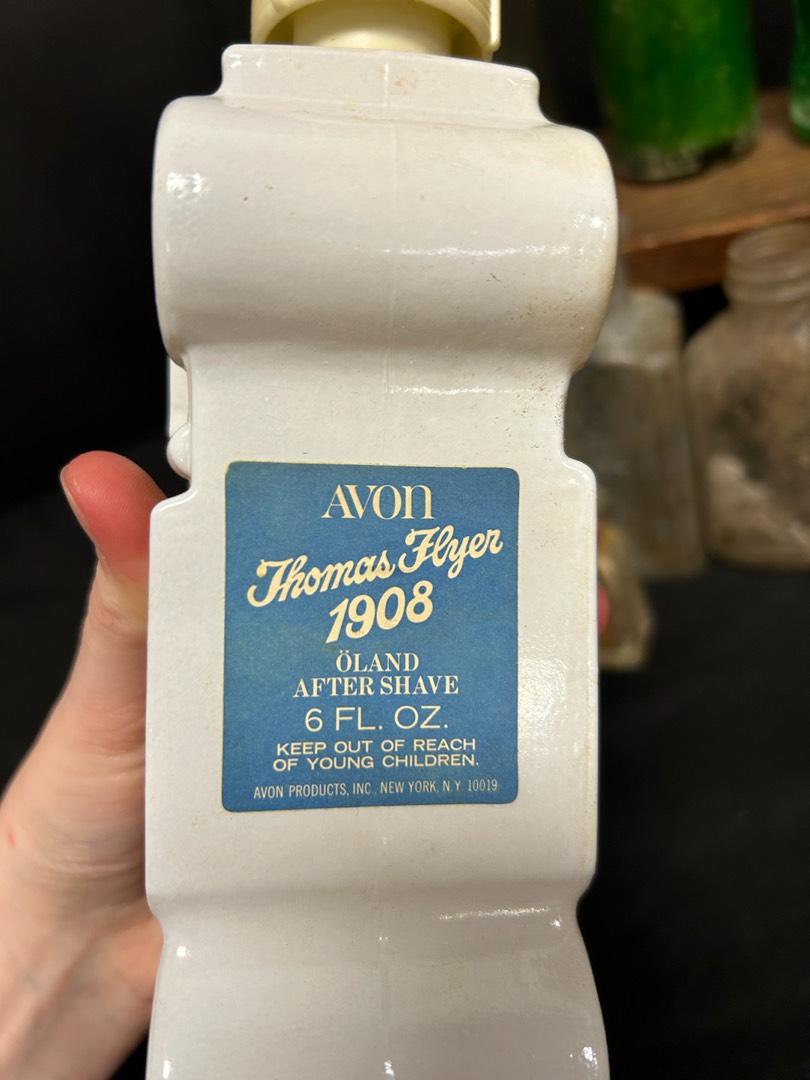 AVON
Thomas Flyer
1908
ÖLAND
AFTER SHAVE
6 FL. OZ.
KEEP OUT OF REACH
OF YOUNG CHILDREN.
AVON PRODUCTS, INC. NEW YORK, N.Y. 10019